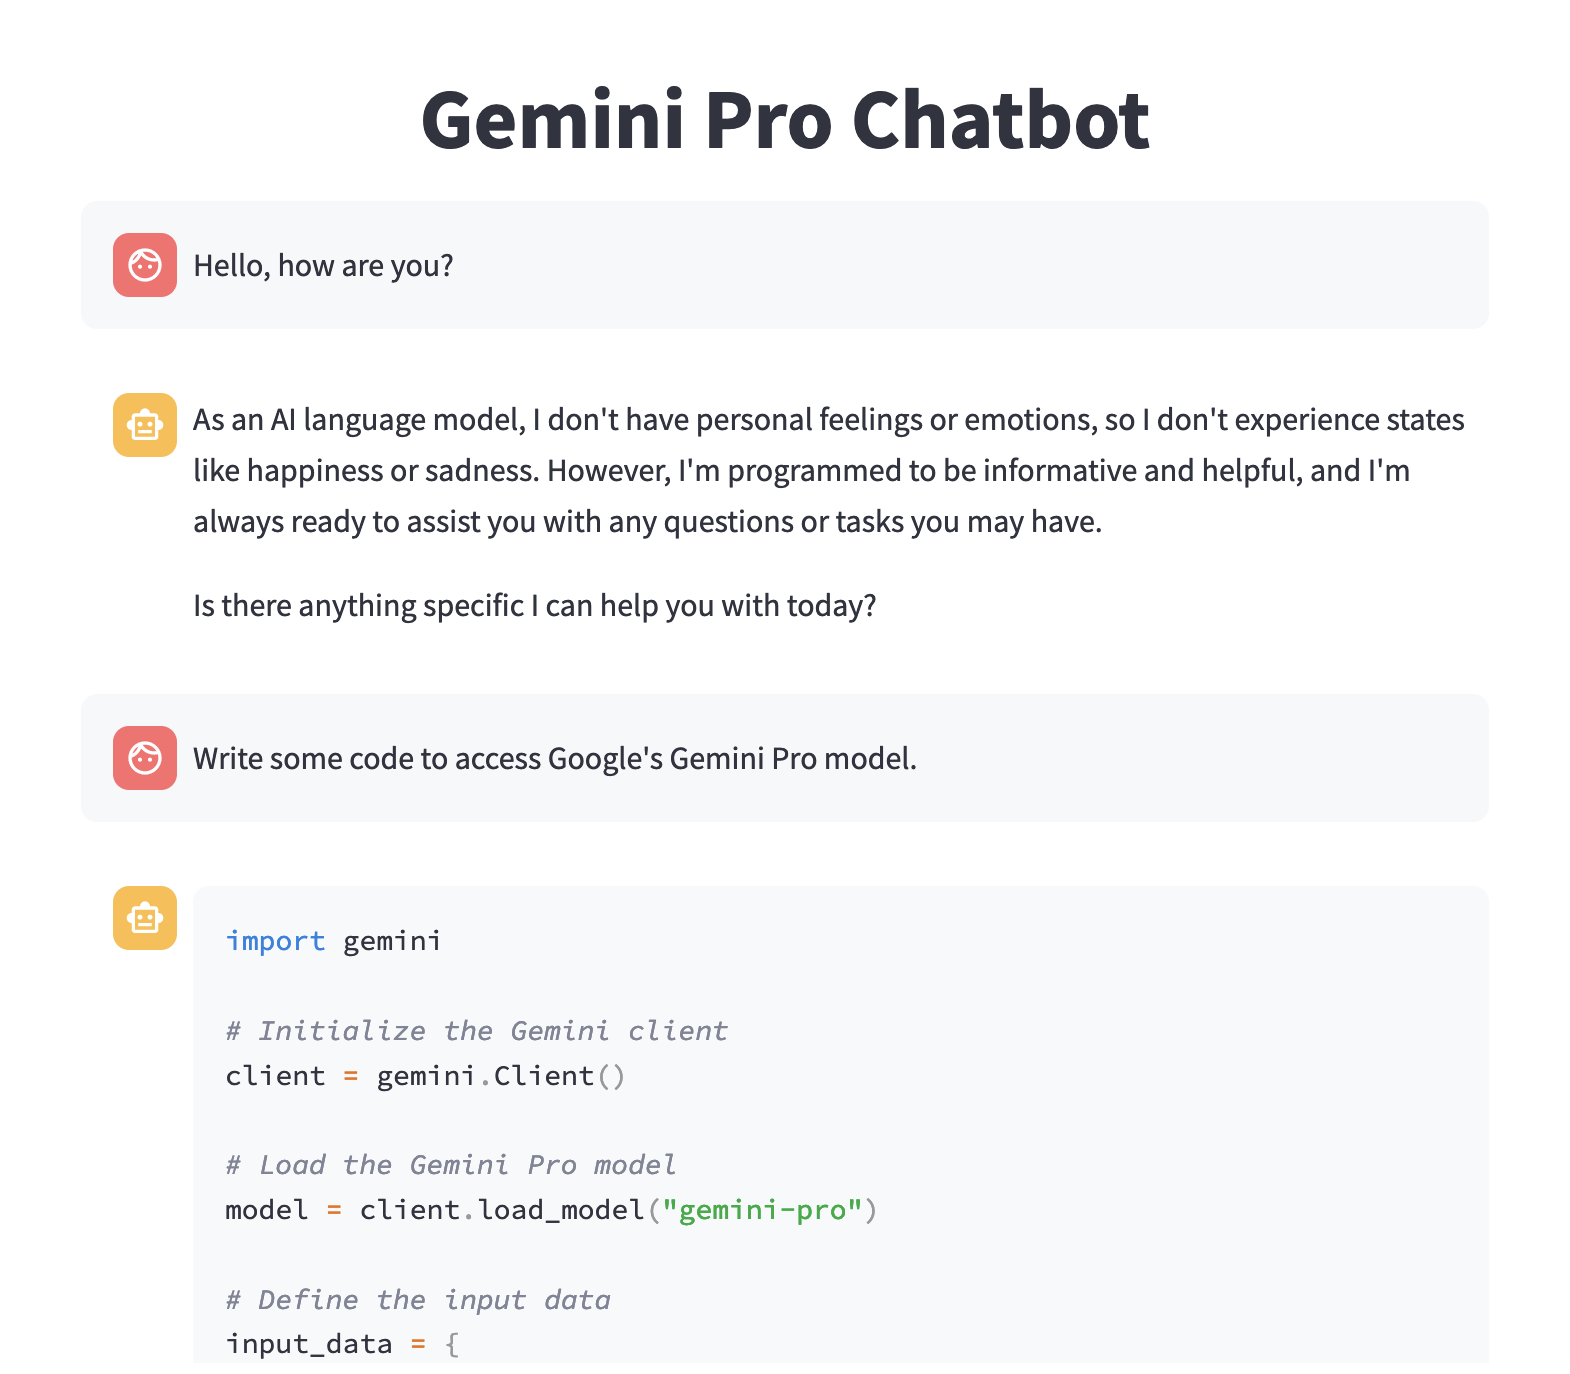 Gemini Pro Chatbot
Hello, how are you?
As an AI language model, I don't have personal feelings or emotions, so I don't experience states
like happiness or sadness. However, I'm programmed to be informative and helpful, and I'm
always ready to assist you with any questions or tasks you may have.
Is there anything specific I can help you with today?
Write some code to access Google's Gemini Pro model.
import gemini
# Initialize the Gemini client
client = gemini.Client()
# Load the Gemini Pro model
model = client.load_model("gemini-pro")
# Define the input data
input_data = {